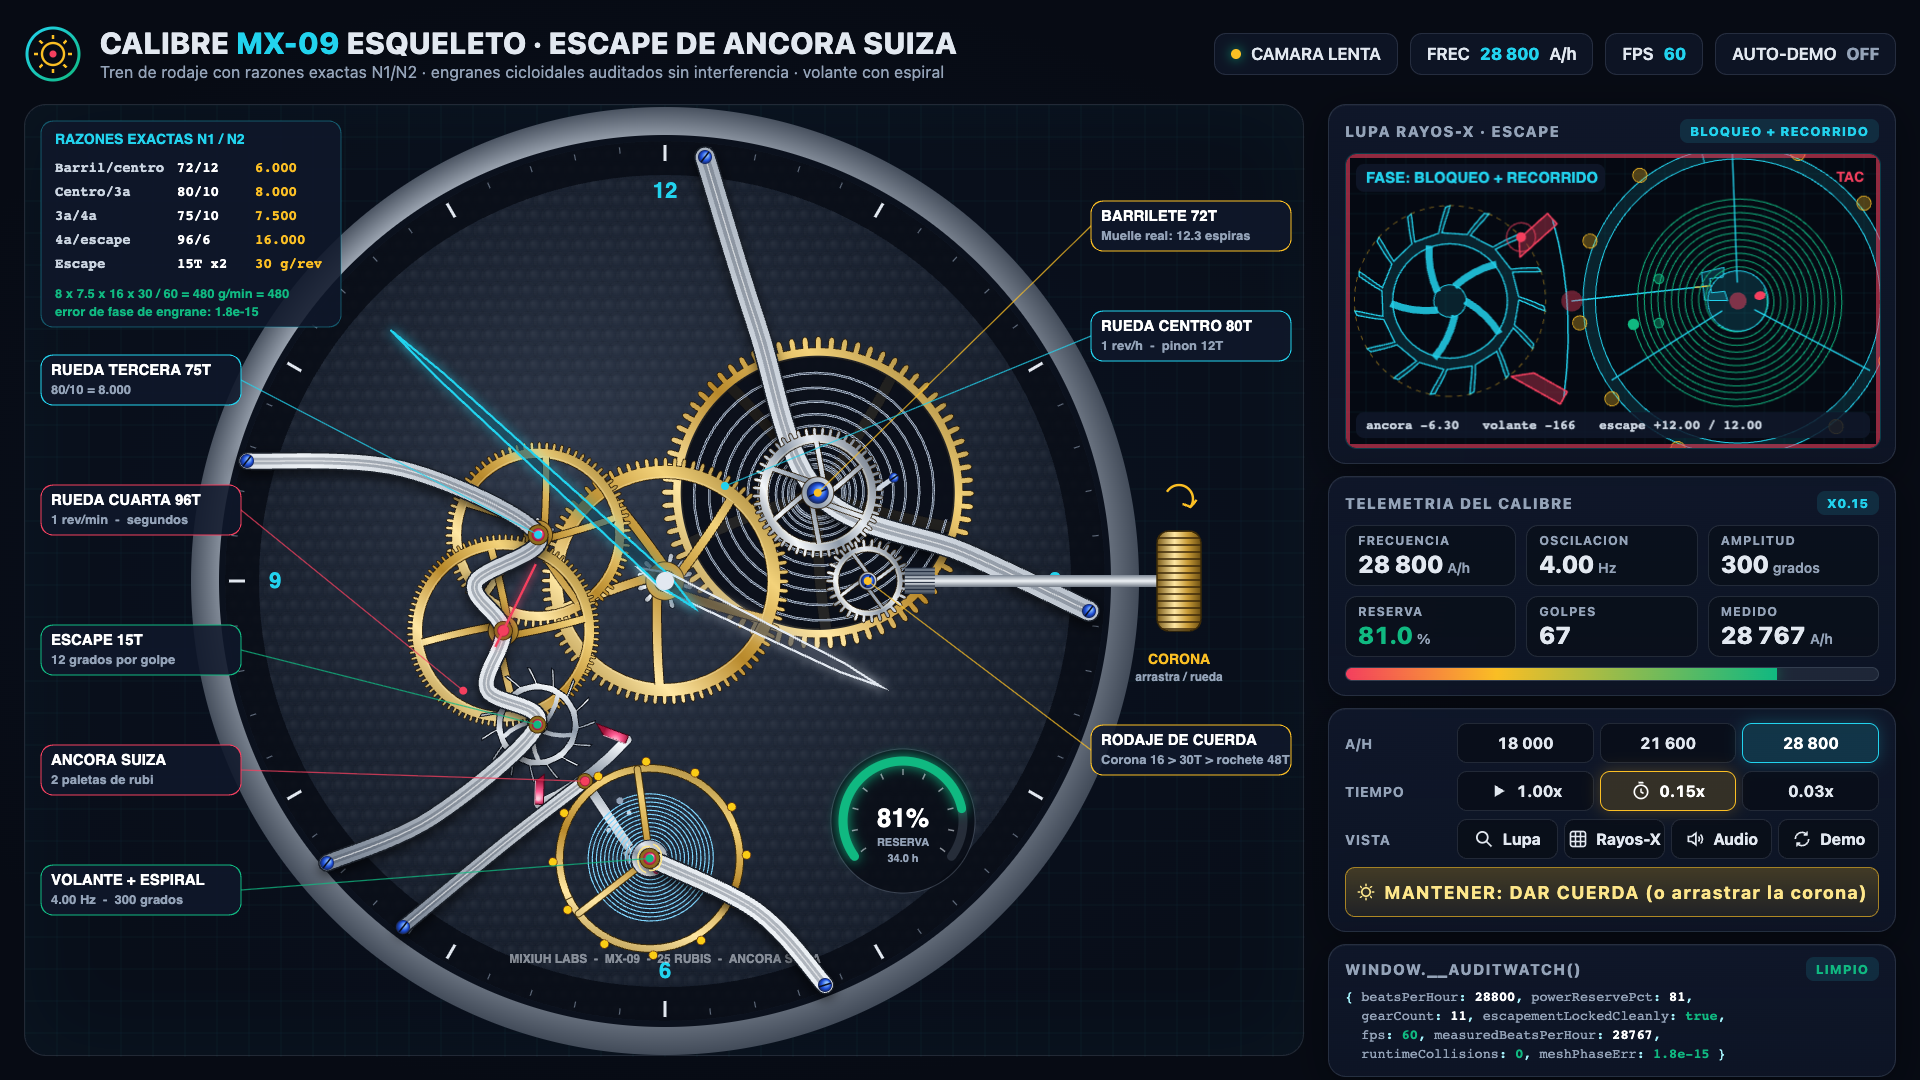 CALIBRE MX-09 ESQUELETO · ESCAPE DE ANCORA SUIZA
Tren de rodaje con razones exactas N1/N2 · engranes cicloidales auditados sin interferencia · volante con espiral
CAMARA LENTA
FREC 28 800 A/h
FPS 60
AUTO-DEMO OFF
RAZONES EXACTAS N1 / N2
Barril/centro 72/12 6.000
Centro/3a 80/10 8.000
3a/4a 75/10 7.500
4a/escape 96/6 16.000
Escape 15T x2 30 g/rev
8 x 7.5 x 16 x 30 / 60 = 480 g/min = 480
error de fase de engrane: 1.8e-15
RUEDA TERCERA 75T
80/10 = 8.000
RUEDA CUARTA 96T
1 rev/min - segundos
ESCAPE 15T
12 grados por golpe
ANCORA SUIZA
2 paletas de rubi
VOLANTE + ESPIRAL
4.00 Hz - 300 grados
12
9
6
BARRILETE 72T
Muelle real: 12.3 espiras
RUEDA CENTRO 80T
1 rev/h - pinon 12T
CORONA
arrastra / rueda
RODAJE DE CUERDA
Corona 16 > 30T > rochete 48T
81%
RESERVA
34.0 h
MIXIUH LABS - MX-09 - 25 RUBIS - ANCORA
LUPA RAYOS-X · ESCAPE
BLOQUEO + RECORRIDO
FASE: BLOQUEO + RECORRIDO
TAC
ancora -6.30 volante -166 escape +12.00 / 12.00
TELEMETRIA DEL CALIBRE
X0.15
FRECUENCIA
28 800 A/h
OSCILACION
4.00 Hz
AMPLITUD
300 grados
RESERVA
81.0 %
GOLPES
67
MEDIDO
28 767 A/h
A/H
18 000
21 600
28 800
TIEMPO
1.00x
0.15x
0.03x
VISTA
Lupa
Rayos-X
Audio
Demo
MANTENER: DAR CUERDA (o arrastrar la corona)
WINDOW.__AUDITWATCH()
LIMPIO
{ beatsPerHour: 28800, powerReservePct: 81,
gearCount: 11, escapementLockedCleanly: true,
fps: 60, measuredBeatsPerHour: 28767,
runtimeCollisions: 0, meshPhaseErr: 1.8e-15 }